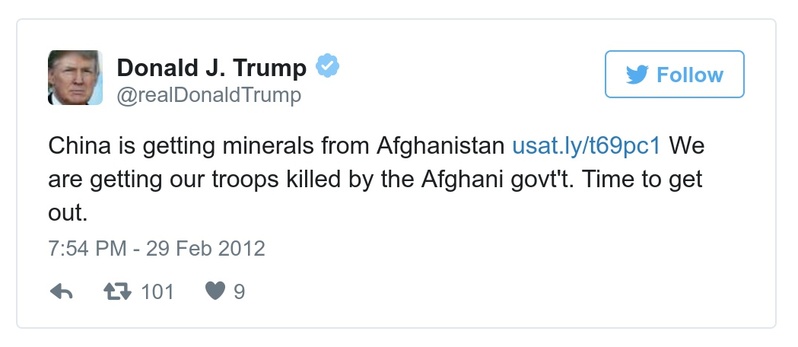 Donald J. Trump
@realDonaldTrump
Follow
China is getting minerals from Afghanistan usat.ly/t69pc1 We
are getting our troops killed by the Afghani govt't. Time to get
out.
7:54 PM - 29 Feb 2012
101 9